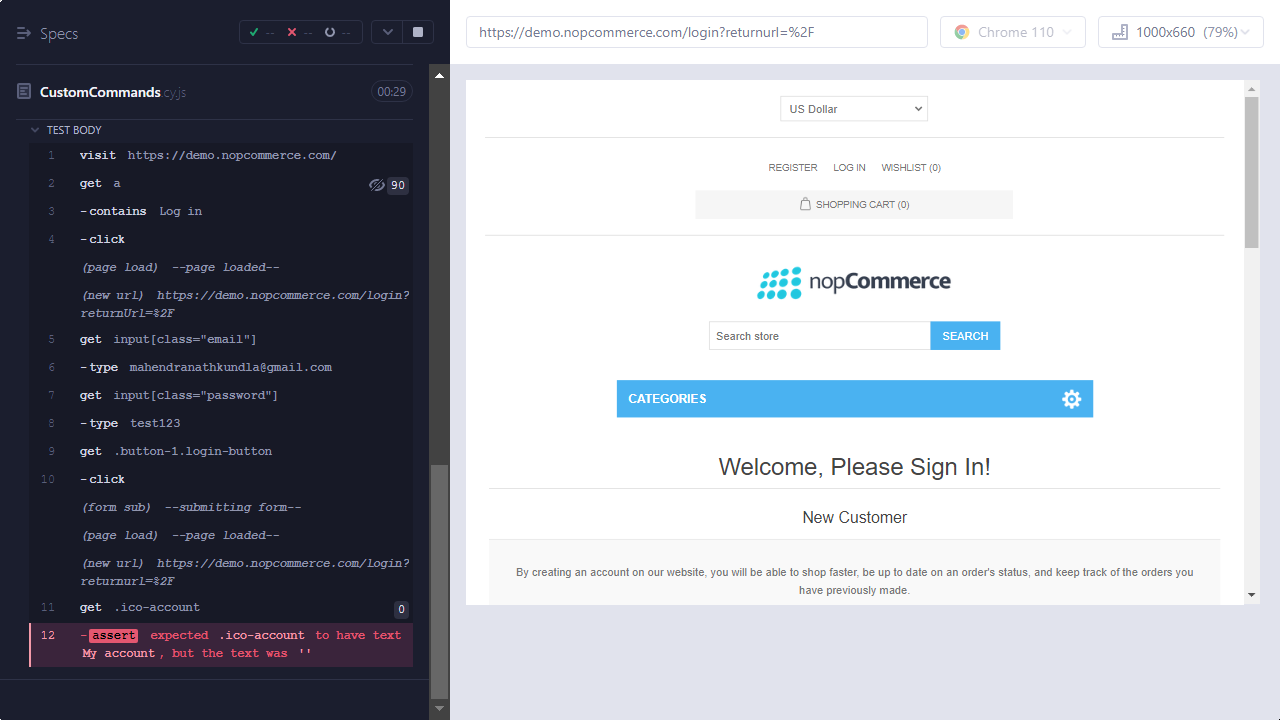 Specs
-- -- --
CustomCommands.cy.js
00:29
TEST BODY
1 visit https://demo.nopcommerce.com/
2 get a 90
3 -contains Log in
4 -click
(page load) --page loaded--
(new url) https://demo.nopcommerce.com/login?
returnUrl=%2F
5 get input[class="email"]
6 -type mahendranathkundla@gmail.com
7 get input[class="password"]
8 -type test123
9 get .button-1.login-button
10 -click
(form sub) --submitting form--
(page load) --page loaded--
(new url) https://demo.nopcommerce.com/login?
returnurl=%2F
11 get .ico-account 0
12 -assert expected .ico-account to have text
My account, but the text was ''
https://demo.nopcommerce.com/login?returnurl=%2F
Chrome 110
1000x660 (79%)
US Dollar
REGISTER LOG IN WISHLIST (0)
SHOPPING CART (0)
nopCommerce
Search store SEARCH
CATEGORIES
Welcome, Please Sign In!
New Customer
By creating an account on our website, you will be able to shop faster, be up to date on an order's status, and keep track of the orders you
have previously made.